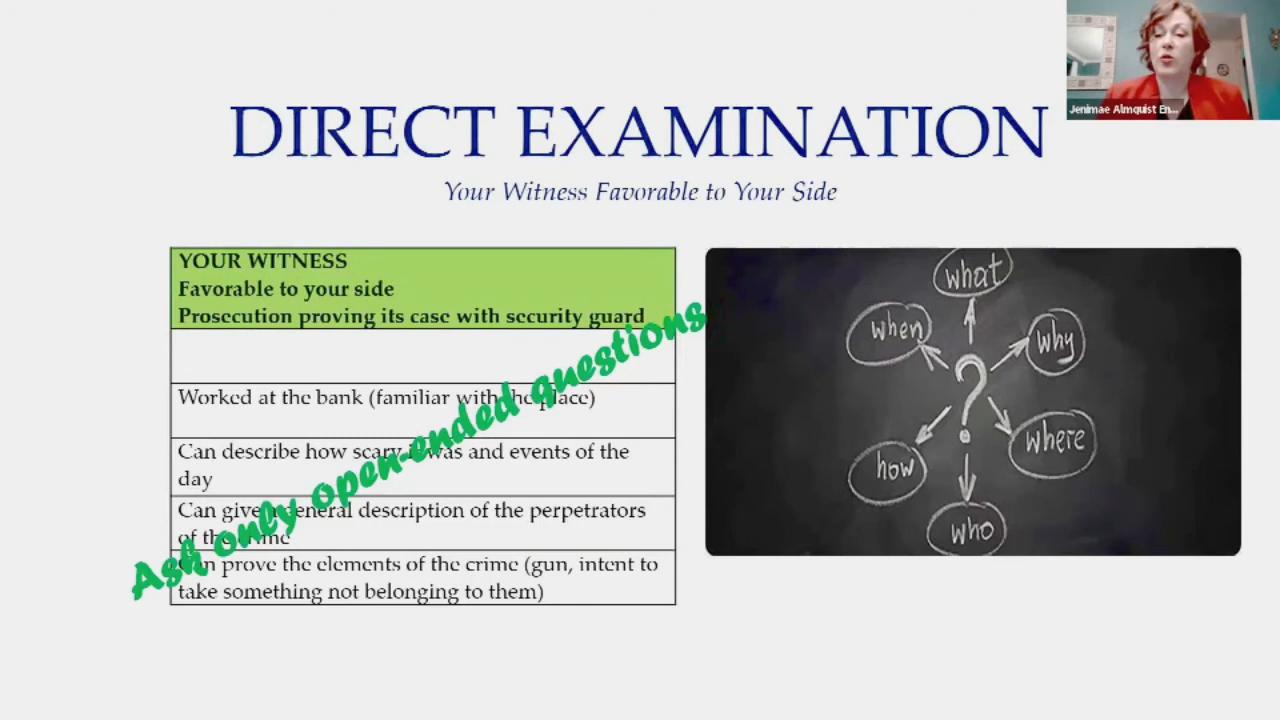 Jenimae Almquist En...
DIRECT EXAMINATION
Your Witness Favorable to Your Side
YOUR WITNESS
Favorable to your side
Prosecution proving its case with security guard
Worked at the bank (familiar with the place)
Can describe how scary it was and events of the
day
Can give a general description of the perpetrators
of the crime
Can prove the elements of the crime (gun, intent to
take something not belonging to them)
Ask only open-ended questions
what
when
why
?
how
where
who